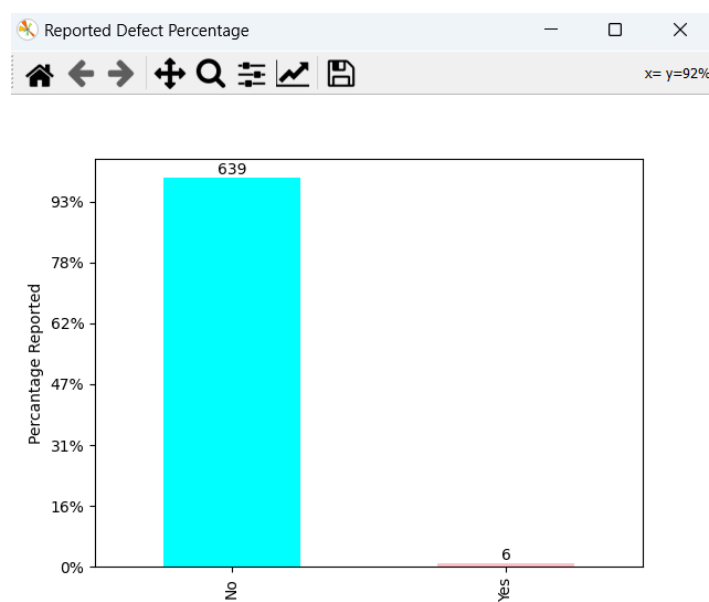 Reported Defect Percentage
x= y=92%
639
93%
78%
62%
47%
31%
16%
0%
Percantage Reported
6
No
Yes